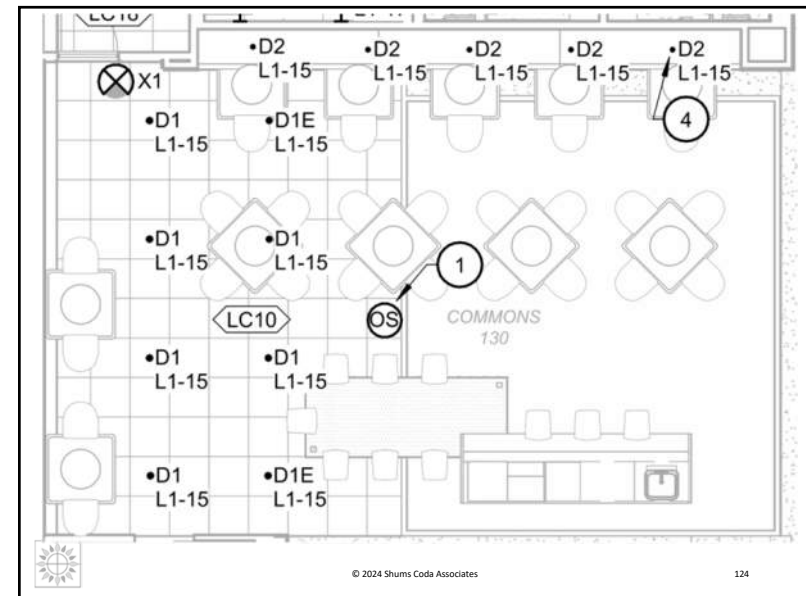 LC18
D2 D2 D2 D2 D2
L1-15 L1-15 L1-15 L1-15 L1-15
X1
4
D1 D1E
L1-15 L1-15
D1 D1
L1-15 L1-15
1
LC10 OS COMMONS
130
D1 D1
L1-15 L1-15
D1 D1E
L1-15 L1-15
© 2024 Shums Coda Associates 124